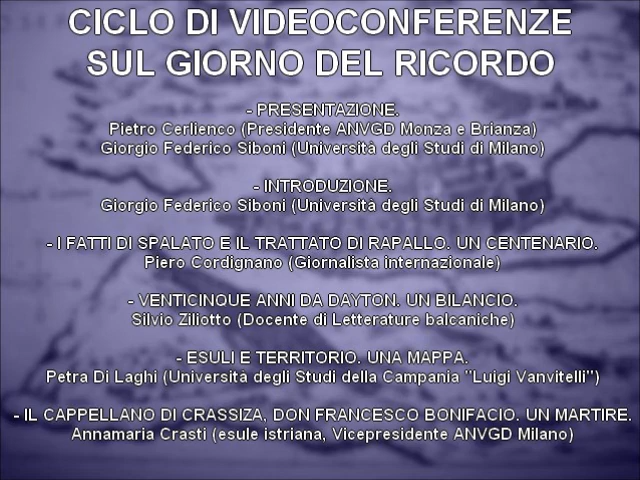 CICLO DI VIDEOCONFERENZE
SUL GIORNO DEL RICORDO
- PRESENTAZIONE.
Pietro Cerlienco (Presidente ANVGD Monza e Brianza)
Giorgio Federico Siboni (Università degli Studi di Milano)
- INTRODUZIONE.
Giorgio Federico Siboni (Università degli Studi di Milano)
- I FATTI DI SPALATO E IL TRATTATO DI RAPALLO. UN CENTENARIO.
Piero Cordignano (Giornalista internazionale)
- VENTICINQUE ANNI DA DAYTON. UN BILANCIO.
Silvio Ziliotto (Docente di Letterature balcaniche)
- ESULI E TERRITORIO. UNA MAPPA.
Petra Di Laghi (Università degli Studi della Campania "Luigi Vanvitelli")
- IL CAPPELLANO DI CRASSIZA, DON FRANCESCO BONIFACIO. UN MARTIRE.
Annamaria Crasti (esule istriana, Vicepresidente ANVGD Milano)